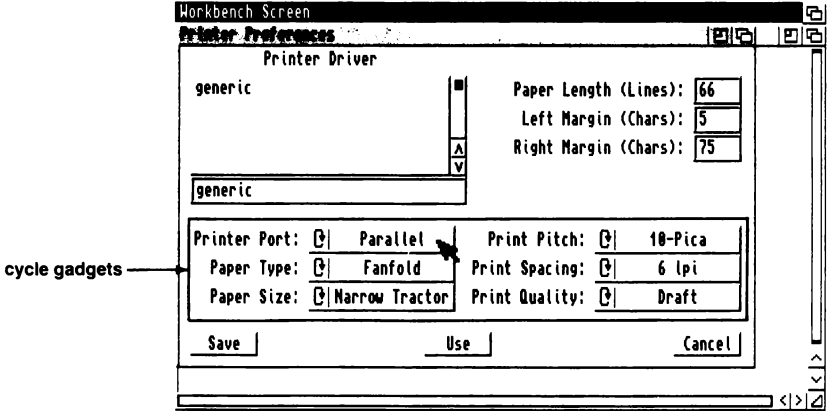 Workbench Screen
Printer Preferences
Printer Driver
generic
generic
Paper Length (Lines): 66
Left Margin (Chars): 5
Right Margin (Chars): 75
cycle gadgets
Printer Port: Parallel
Paper Type: Fanfold
Paper Size: Narrow Tractor
Print Pitch: 10-Pica
Print Spacing: 6 lpi
Print Quality: Draft
Save
Use
Cancel